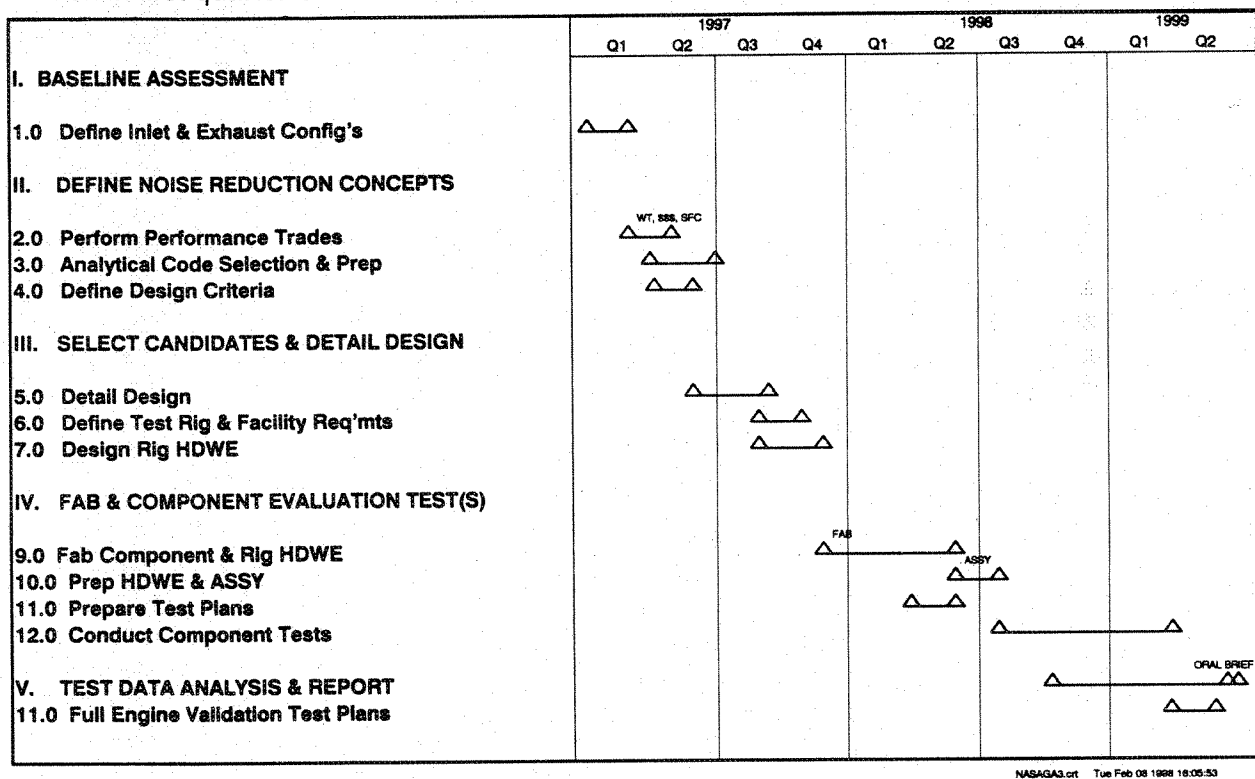 1997 1998 1999
Q1 Q2 Q3 Q4 Q1 Q2 Q3 Q4 Q1 Q2
I. BASELINE ASSESSMENT
1.0 Define Inlet & Exhaust Config's
II. DEFINE NOISE REDUCTION CONCEPTS
WT, sss, SFC
2.0 Perform Performance Trades
3.0 Analytical Code Selection & Prep
4.0 Define Design Criteria
III. SELECT CANDIDATES & DETAIL DESIGN
5.0 Detail Design
6.0 Define Test Rig & Facility Req'mts
7.0 Design Rig HDWE
IV. FAB & COMPONENT EVALUATION TEST(S)
FAB
9.0 Fab Component & Rig HDWE
ASSY
10.0 Prep HDWE & ASSY
11.0 Prepare Test Plans
12.0 Conduct Component Tests
ORAL BRIEF
V. TEST DATA ANALYSIS & REPORT
11.0 Full Engine Validation Test Plans
NASAGA3.crt Tue Feb 08 1998 16:05:53